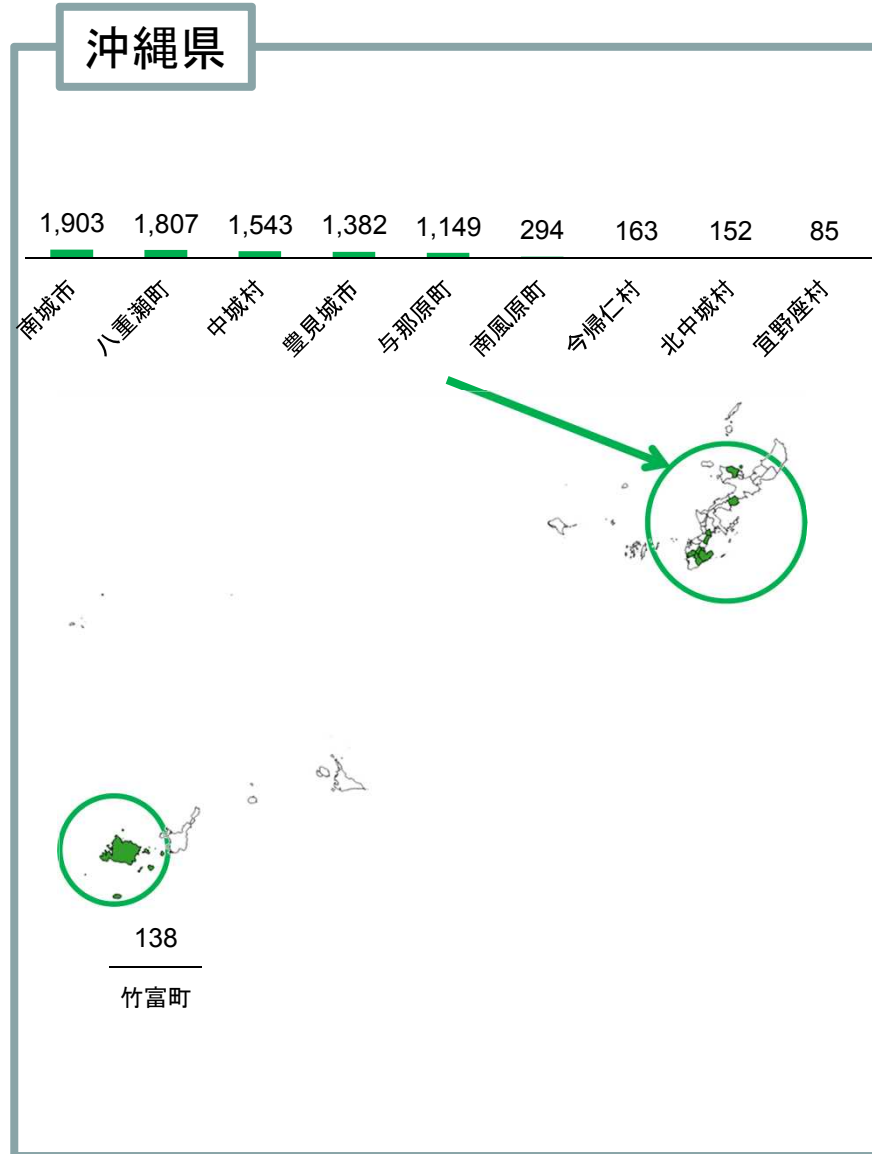 沖縄県
1,903 1,807 1,543 1,382 1,149 294 163 152 85
南城市 八重瀬町 中城村 豊見城市 与那原町 南風原町 今帰仁村 北中城村 宜野座村
138
竹富町